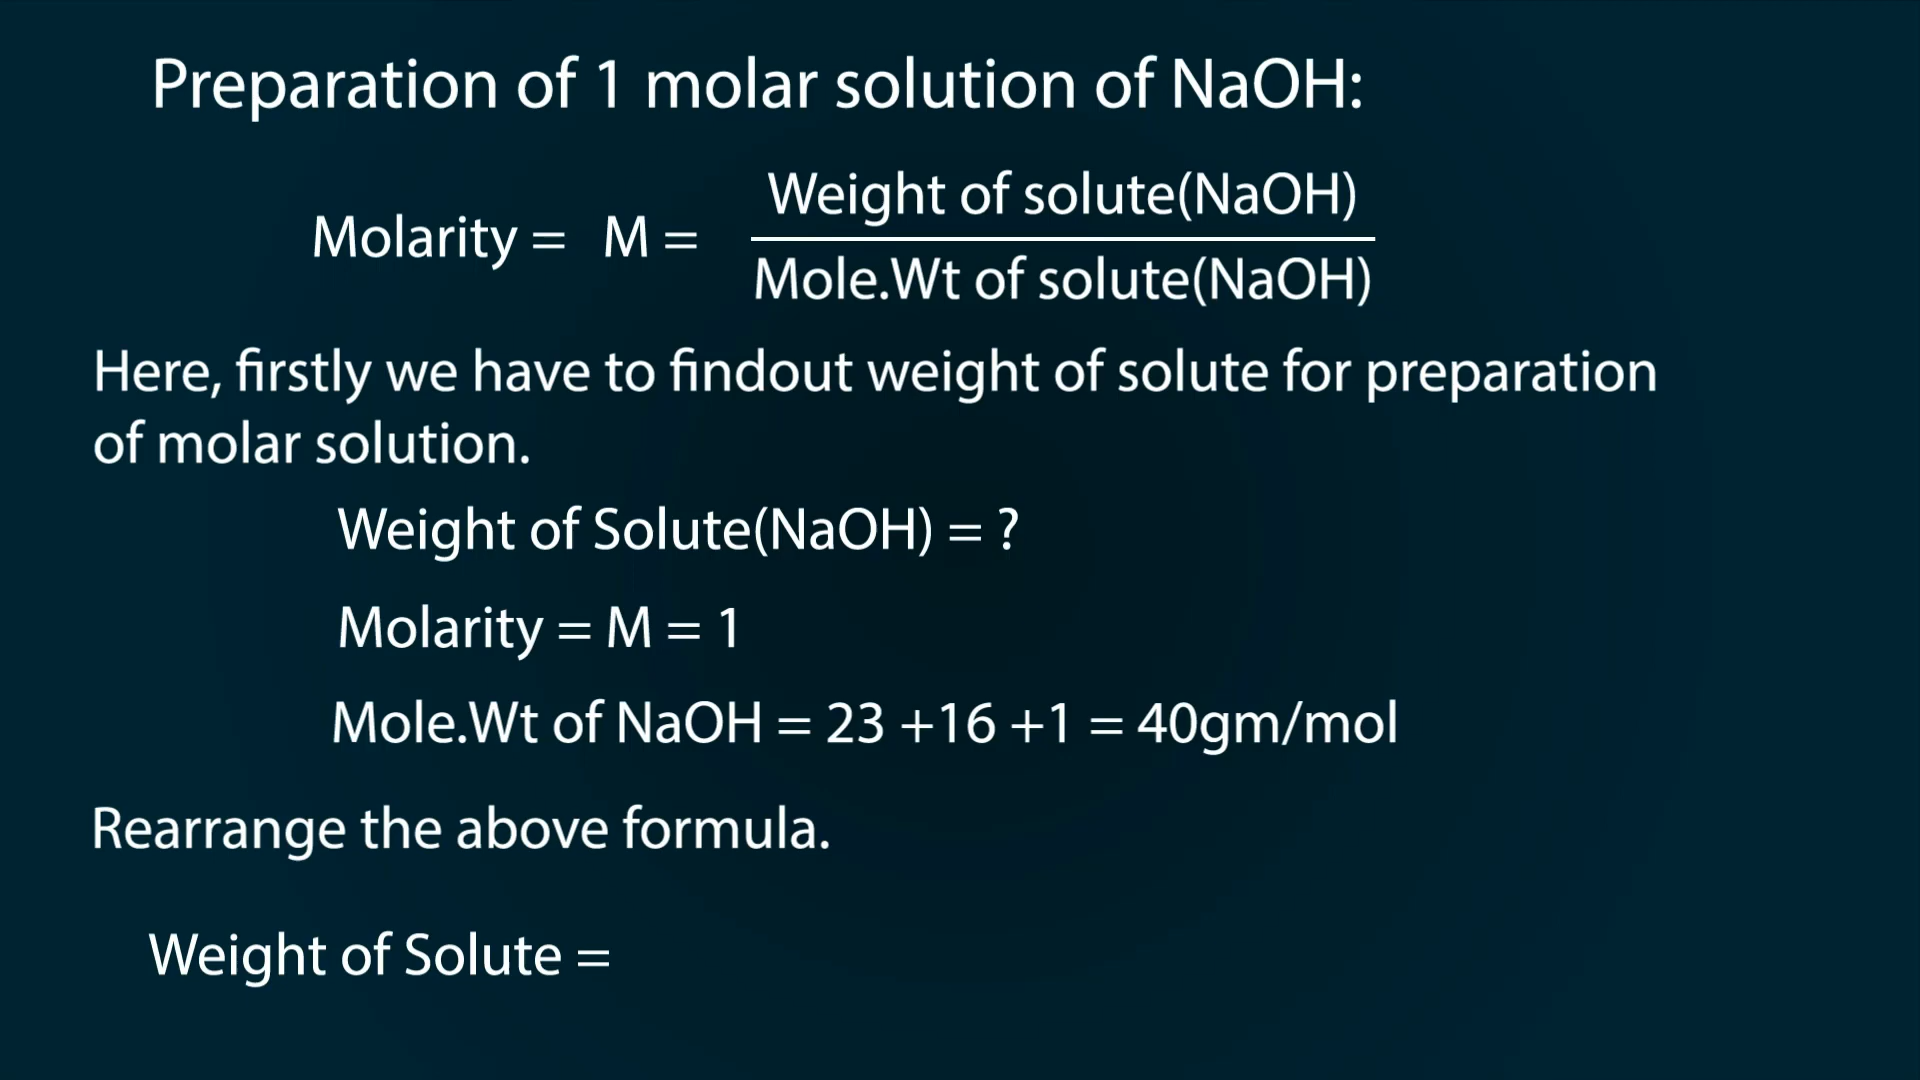 Preparation of 1 molar solution of NaOH:
Molarity = M = Weight of solute(NaOH)
Mole.Wt of solute(NaOH)
Here, firstly we have to findout weight of solute for preparation
of molar solution.
Weight of Solute(NaOH) = ?
Molarity = M = 1
Mole.Wt of NaOH = 23 +16 +1 = 40gm/mol
Rearrange the above formula.
Weight of Solute =